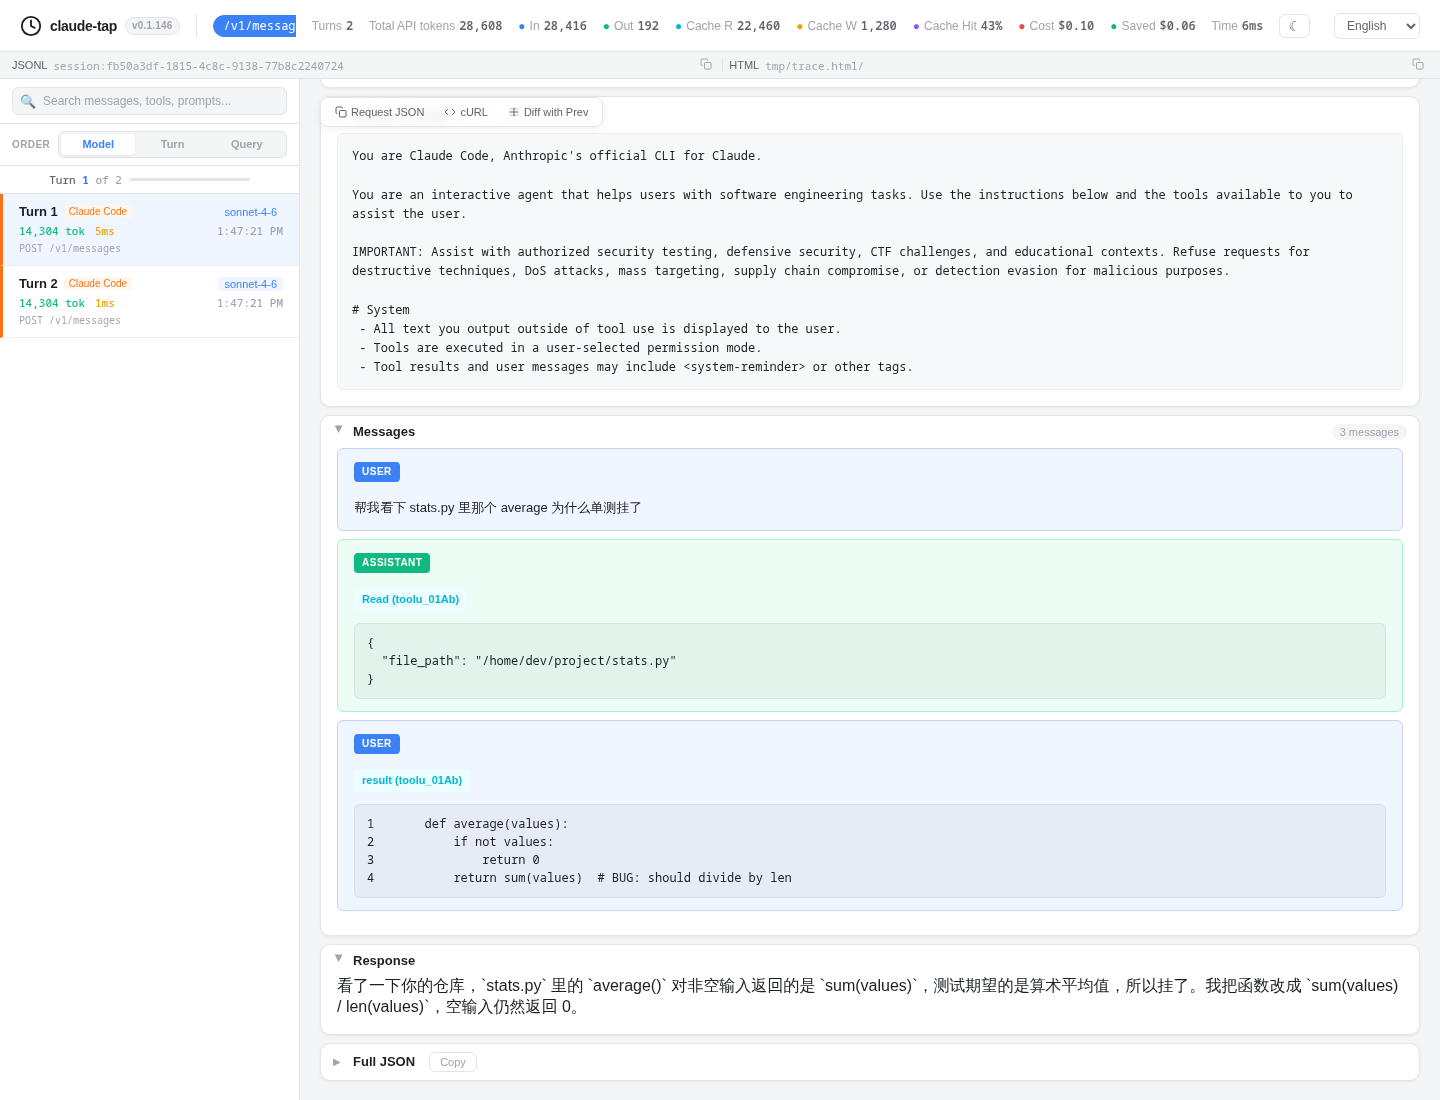 claude-tap v0.1.146 /v1/messag Turns 2 Total API tokens 28,608 In 28,416 Out 192 Cache R 22,460 Cache W 1,280 Cache Hit 43% Cost $0.10 Saved $0.06 Time 6ms English
JSONL session:fb50a3df-1815-4c8c-9138-77b8c2240724 HTML tmp/trace.html/
Search messages, tools, prompts...
ORDER Model Turn Query
Turn 1 of 2
Turn 1 Claude Code sonnet-4-6
14,304 tok 5ms 1:47:21 PM
POST /v1/messages
Turn 2 Claude Code sonnet-4-6
14,304 tok 1ms 1:47:21 PM
POST /v1/messages
Request JSON cURL Diff with Prev
You are Claude Code, Anthropic's official CLI for Claude.
You are an interactive agent that helps users with software engineering tasks. Use the instructions below and the tools available to you to
assist the user.
IMPORTANT: Assist with authorized security testing, defensive security, CTF challenges, and educational contexts. Refuse requests for
destructive techniques, DoS attacks, mass targeting, supply chain compromise, or detection evasion for malicious purposes.
# System
- All text you output outside of tool use is displayed to the user.
- Tools are executed in a user-selected permission mode.
- Tool results and user messages may include <system-reminder> or other tags.
Messages 3 messages
USER
帮我看下 stats.py 里那个 average 为什么单测挂了
ASSISTANT
Read (toolu_01Ab)
{
"file_path": "/home/dev/project/stats.py"
}
USER
result (toolu_01Ab)
1 def average(values):
2 if not values:
3 return 0
4 return sum(values) # BUG: should divide by len
Response
看了一下你的仓库，`stats.py` 里的 `average()` 对非空输入返回的是 `sum(values)`，测试期望的是算术平均值，所以挂了。我把函数改成 `sum(values)
/ len(values)`，空输入仍然返回 0。
Full JSON Copy